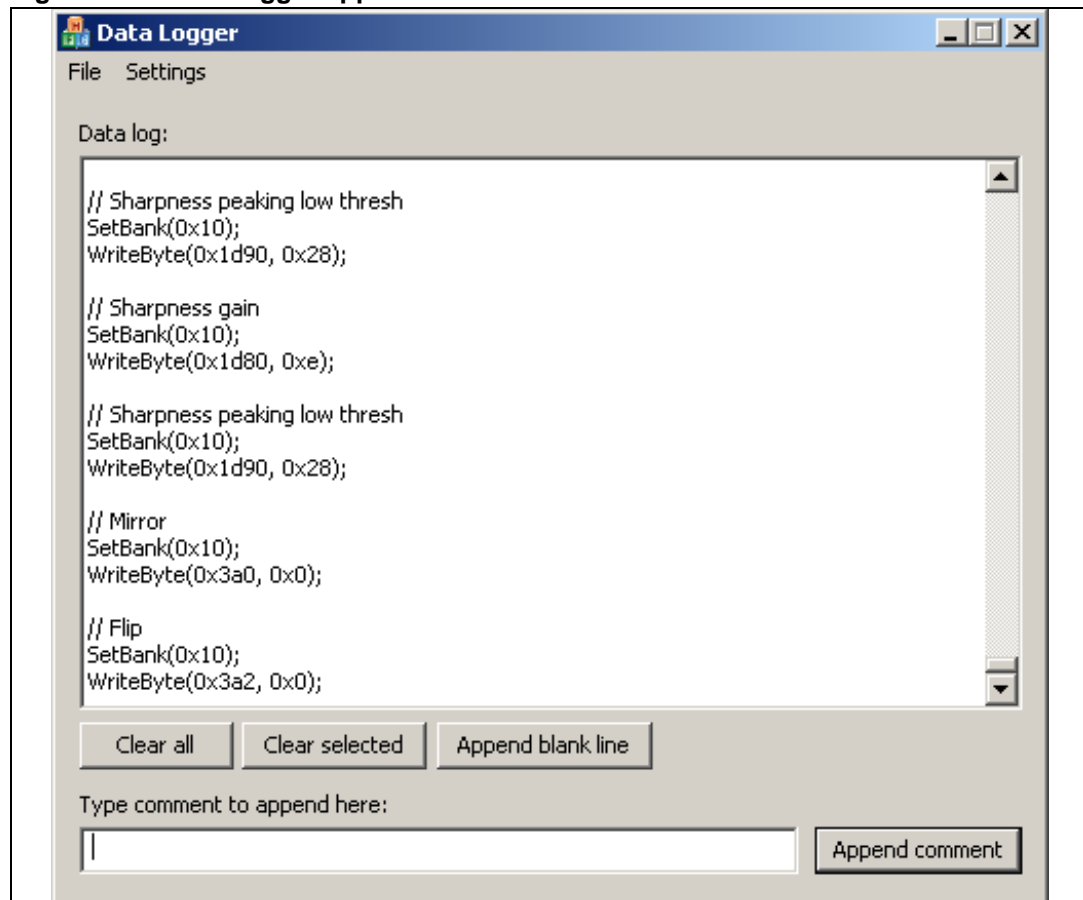 Data Logger
File Settings
Data log:
// Sharpness peaking low thresh
SetBank(0x10);
WriteByte(0x1d90, 0x28);
// Sharpness gain
SetBank(0x10);
WriteByte(0x1d80, 0xe);
// Sharpness peaking low thresh
SetBank(0x10);
WriteByte(0x1d90, 0x28);
// Mirror
SetBank(0x10);
WriteByte(0x3a0, 0x0);
// Flip
SetBank(0x10);
WriteByte(0x3a2, 0x0);
Clear all Clear selected Append blank line
Type comment to append here:
Append comment